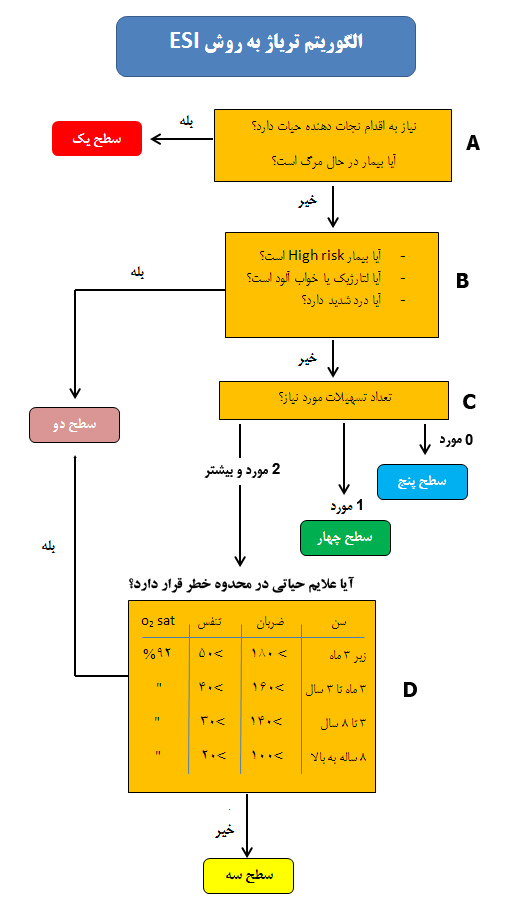 الگوریتم تریاژ به روش ESI
نیاز به اقدام نجات دهنده حیات دارد؟
آیا بیمار در حال مرگ است؟
A
بله
سطح یک
خیر
- آیا بیمار High risk است؟
- آیا لتارژیک یا خواب آلود است؟
- آیا درد شدید دارد؟
B
بله
خیر
سطح دو
تعداد تسهیلات مورد نیاز؟
C
0 مورد
سطح پنج
1 مورد
سطح چهار
2 مورد و بیشتر
بله
آیا علایم حیاتی در محدوده خطر قرار دارد؟
سن ضربان تنفس o₂ sat
زیر ۳ ماه >۱۸۰ >۵۰ %۹۲
۳ ماه تا ۳ سال >۱۶۰ >۴۰ "
۳ تا ۸ سال >۱۴۰ >۳۰ "
۸ ساله به بالا >۱۰۰ >۲۰ "
D
خیر
سطح سه